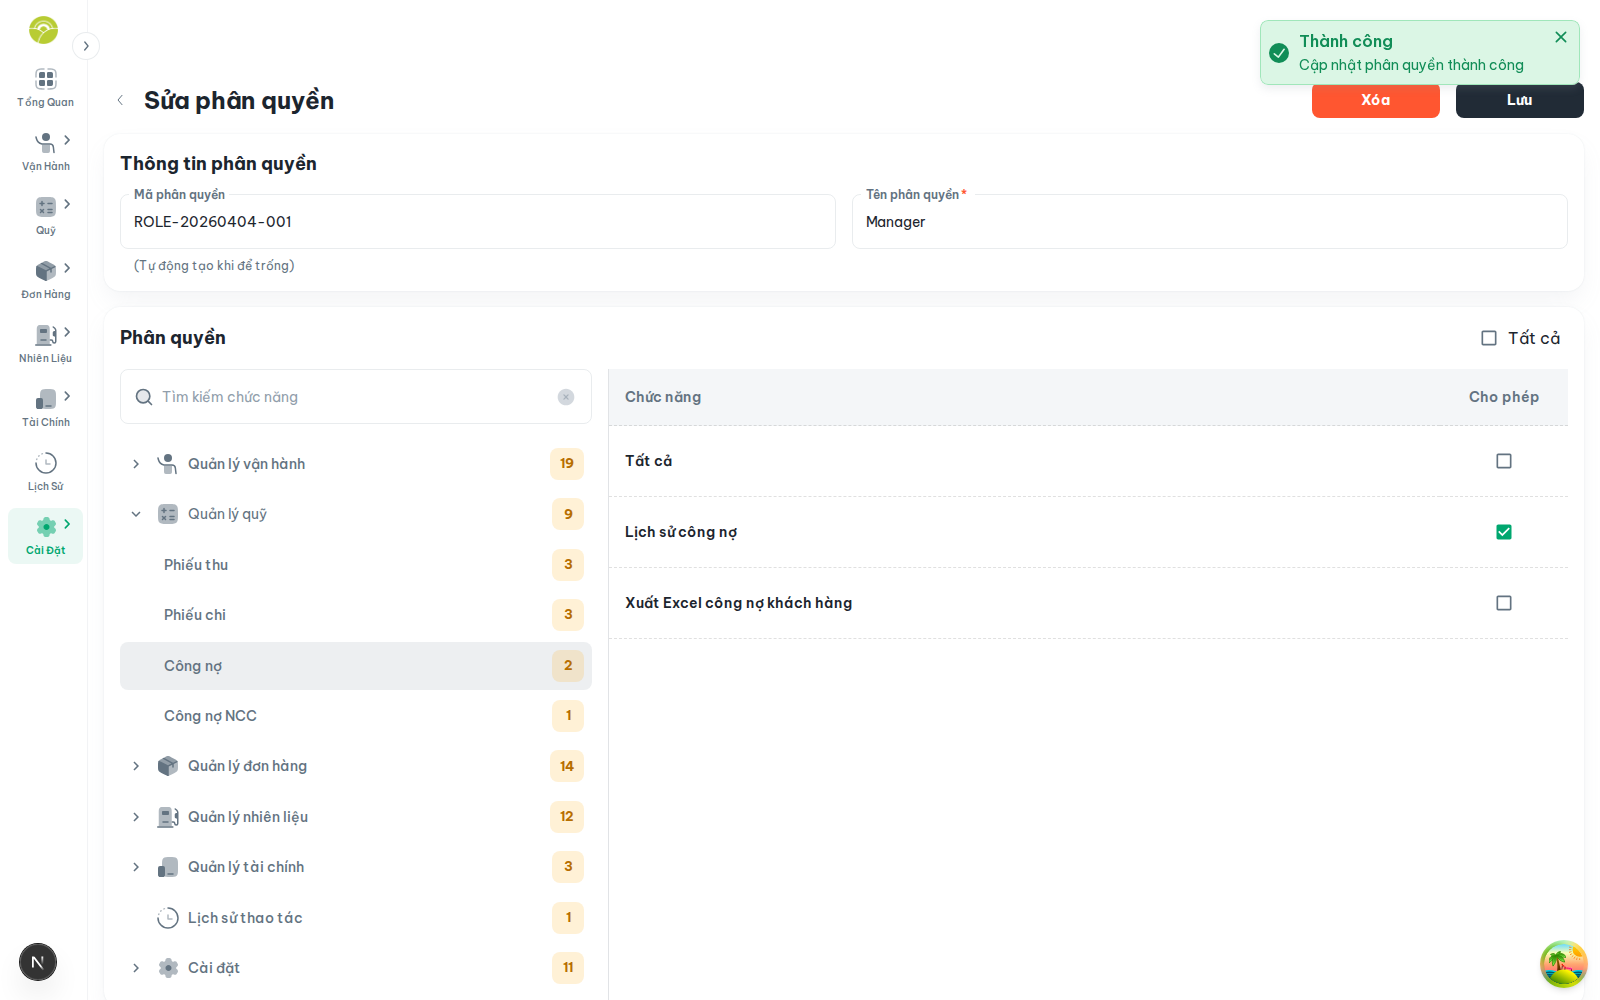 Thành công
Cập nhật phân quyền thành công
Tổng Quan
Vận Hành
Quỹ
Đơn Hàng
Nhiên Liệu
Tài Chính
Lịch Sử
Cài Đặt
N
Sửa phân quyền
Xóa
Lưu
Thông tin phân quyền
Mã phân quyền
ROLE-20260404-001
(Tự động tạo khi để trống)
Tên phân quyền *
Manager
Phân quyền
Tất cả
Tìm kiếm chức năng
Quản lý vận hành 19
Quản lý quỹ 9
Phiếu thu 3
Phiếu chi 3
Công nợ 2
Công nợ NCC 1
Quản lý đơn hàng 14
Quản lý nhiên liệu 12
Quản lý tài chính 3
Lịch sử thao tác 1
Cài đặt 11
Chức năng Cho phép
Tất cả
Lịch sử công nợ
Xuất Excel công nợ khách hàng